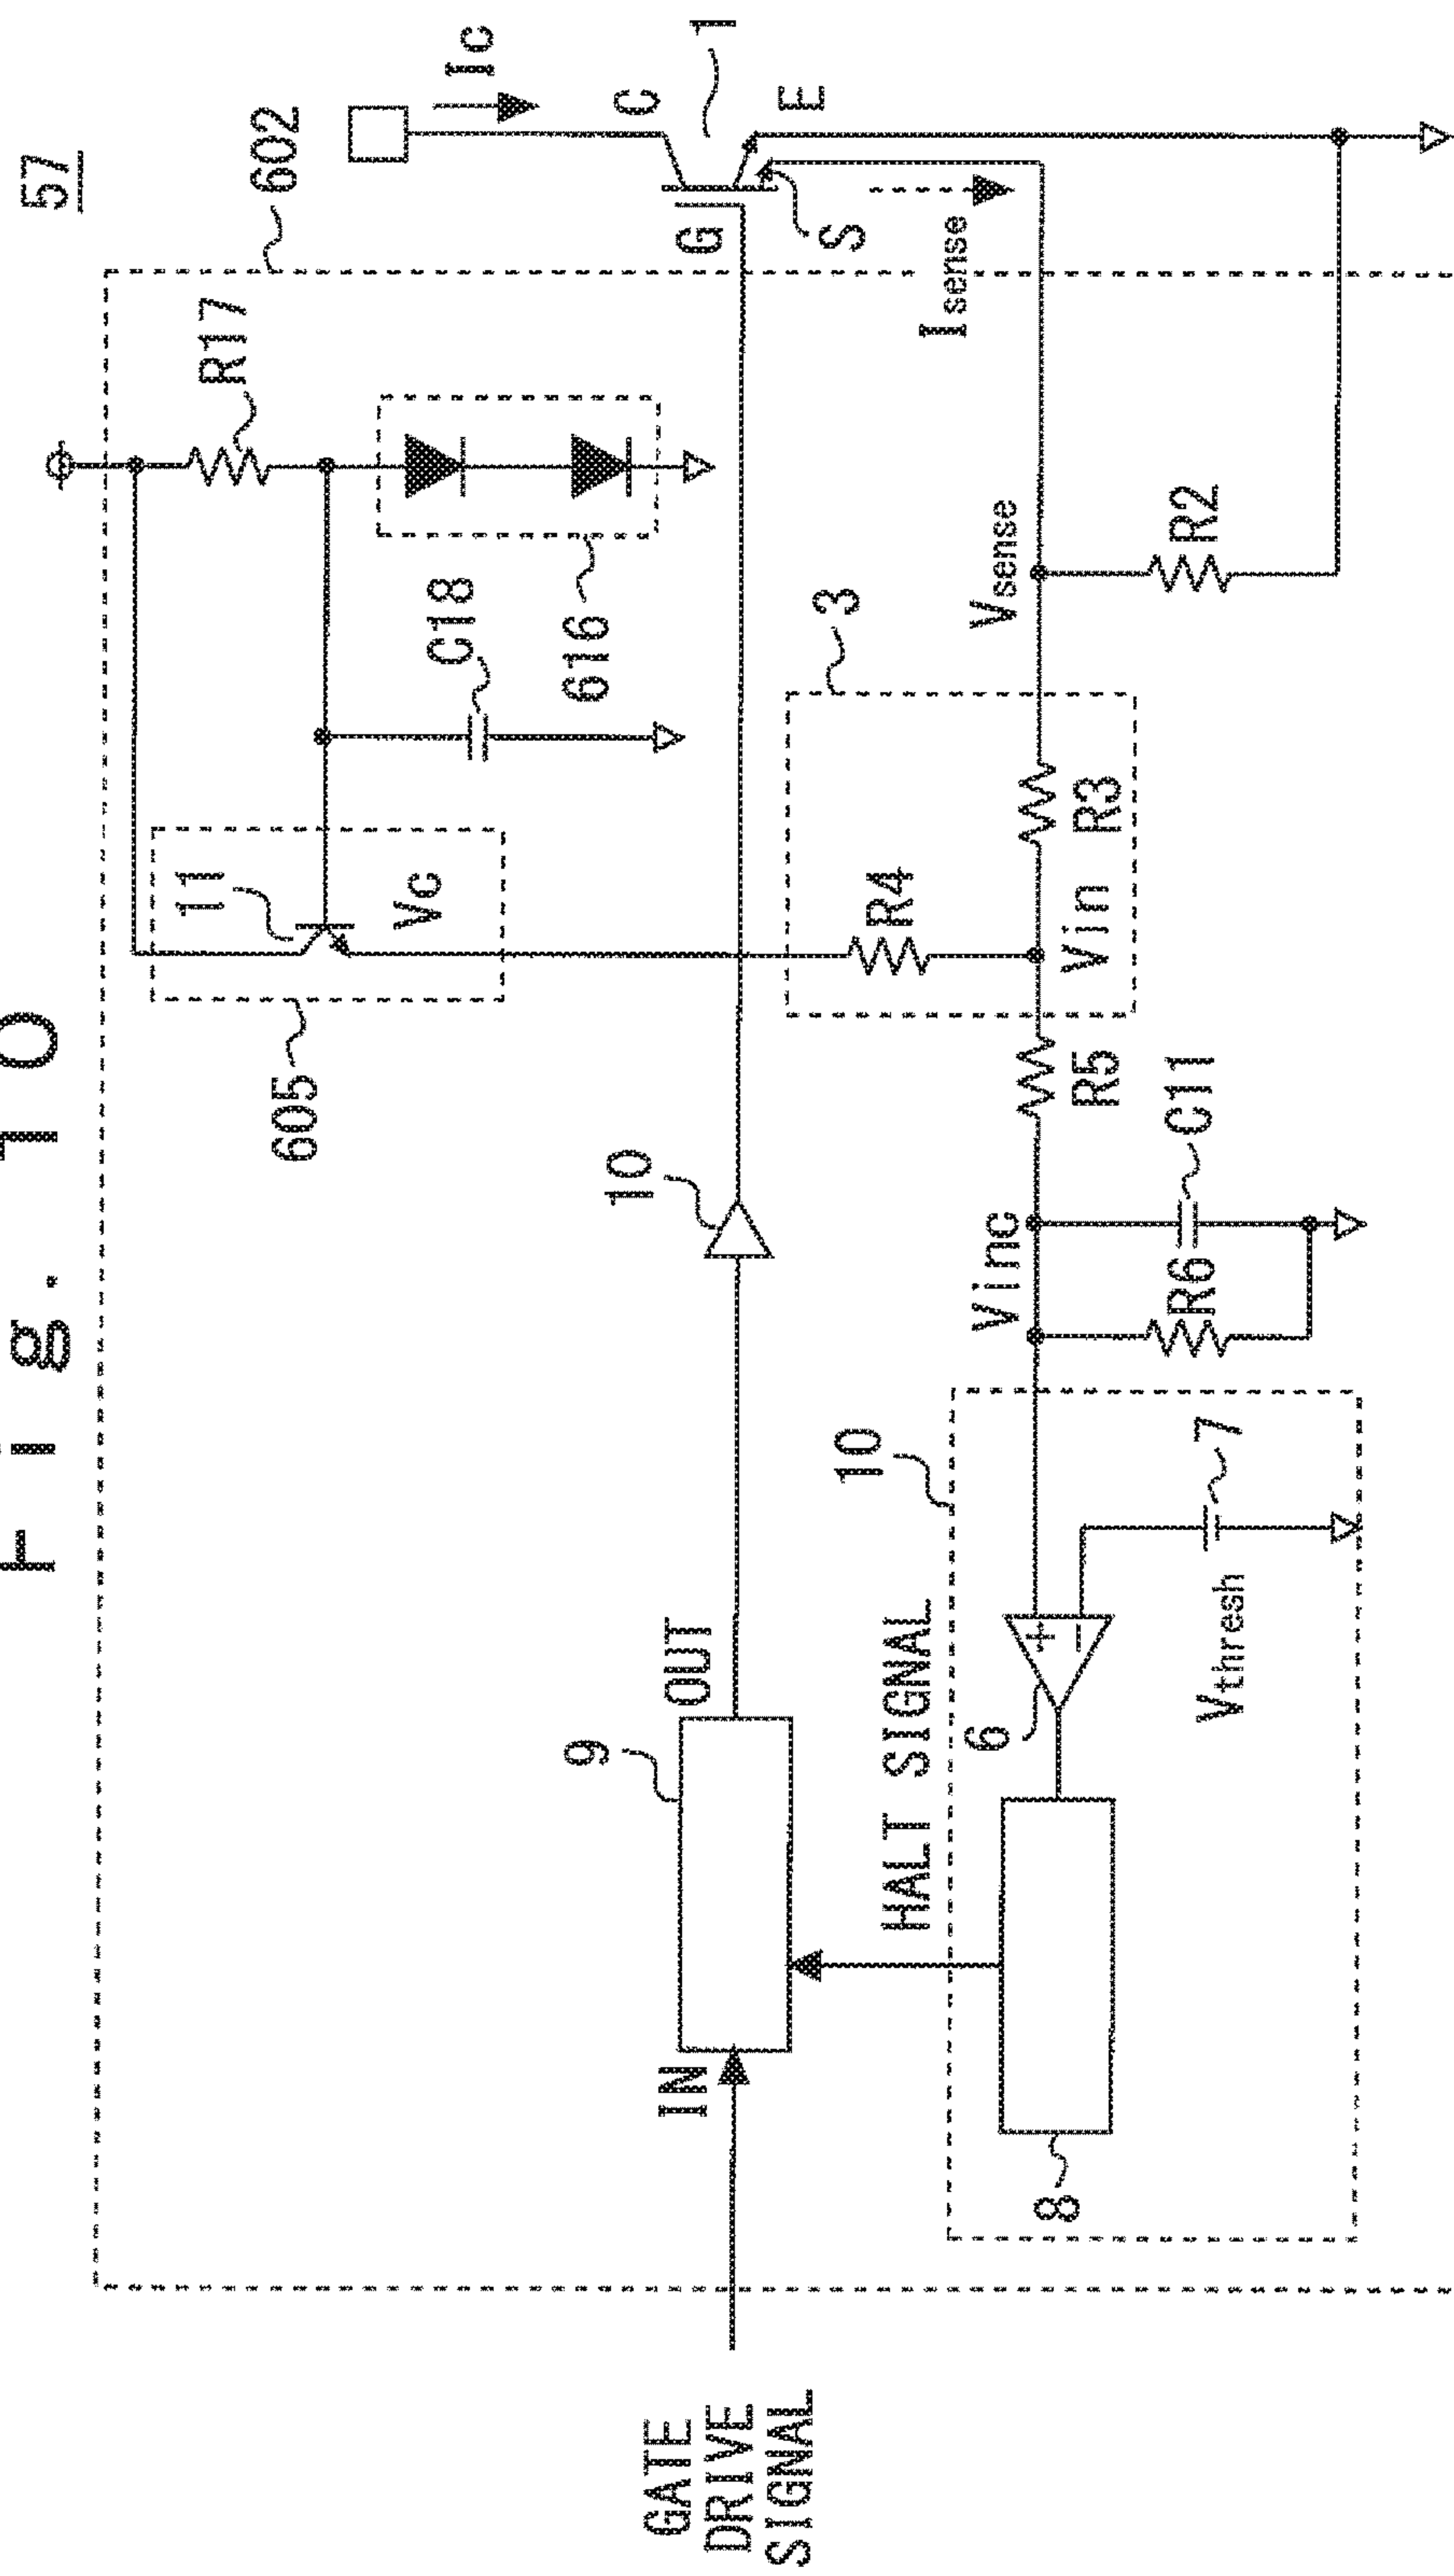 Fig. 10
57
602
Ic
C
1
E
G
S
Isense
R17
C18
616
11
Vc
605
3
Vsense
R2
R4
R3
Vin
R5
10
Vinc
C11
R6
OUT
9
IN
GATE
DRIVE
SIGNAL
HALT SIGNAL
10
6
+
−
7
Vthresh
8